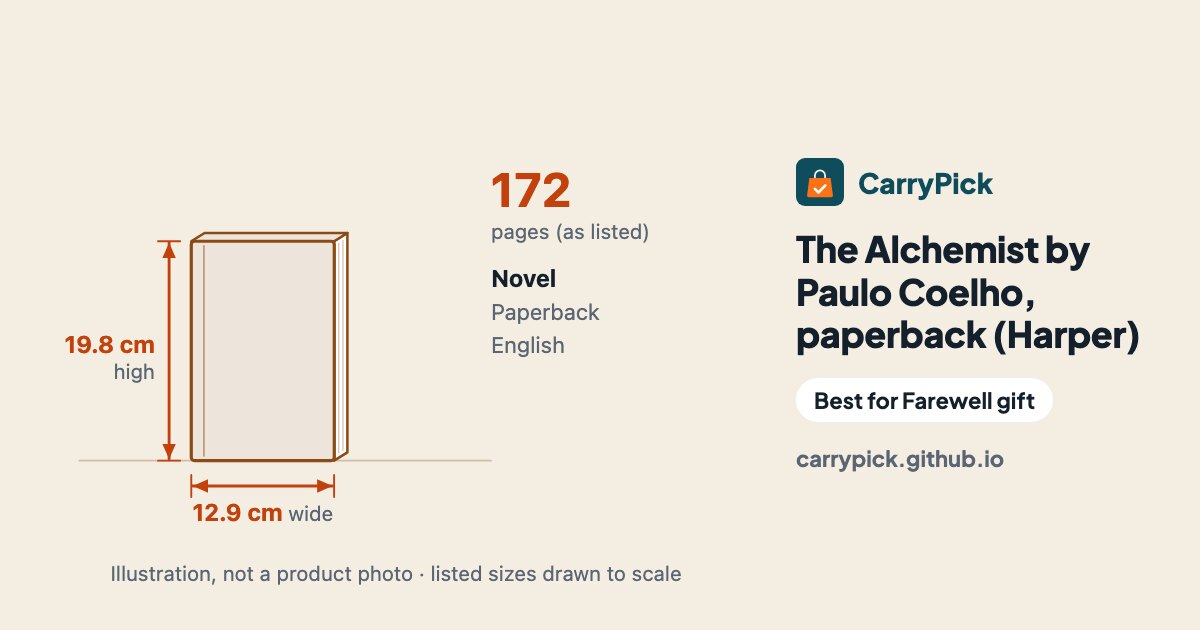 19.8 cm
high
12.9 cm wide
172
pages (as listed)
Novel
Paperback
English
CarryPick
The Alchemist by
Paulo Coelho,
paperback (Harper)
Best for Farewell gift
carrypick.github.io
Illustration, not a product photo · listed sizes drawn to scale